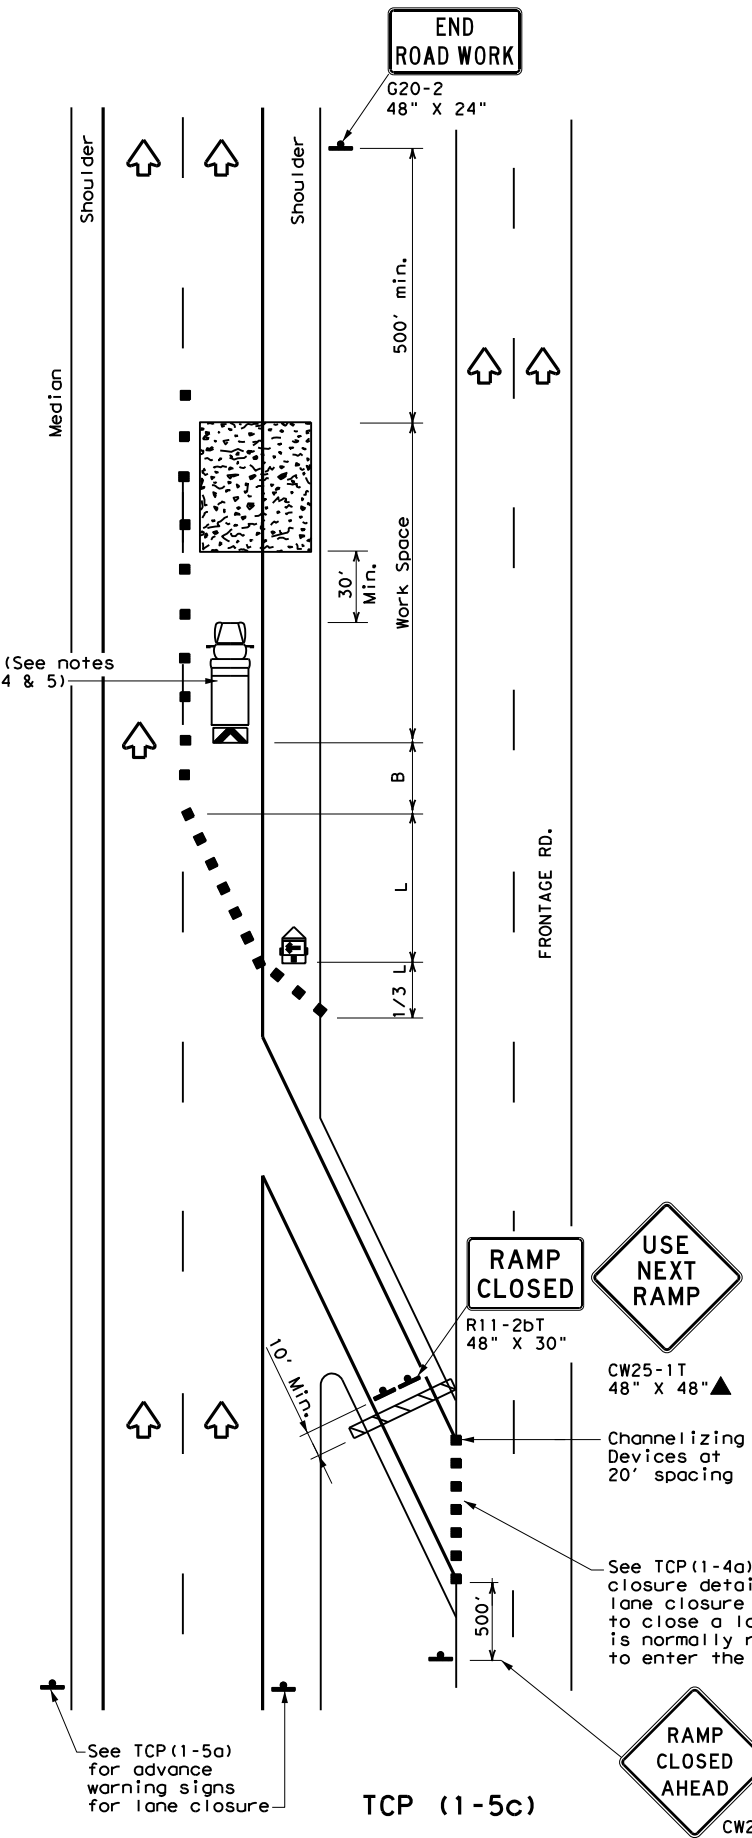 END
ROAD WORK
G20-2
48" X 24"
Shoulder
Shoulder
500' min.
Median
Work Space
30'
Min.
(See notes
4 & 5)
B
L
1/3 L
FRONTAGE RD.
RAMP
CLOSED
R11-2bT
48" X 30"
USE
NEXT
RAMP
CW25-1T
48" X 48"
10' Min.
Channelizing
Devices at
20' spacing
See TCP(1-4a)
closure detai
lane closure
to close a la
is normally r
to enter the
500'
See TCP(1-5a)
for advance
warning signs
for lane closure
RAMP
CLOSED
AHEAD
CW2
TCP (1-5c)